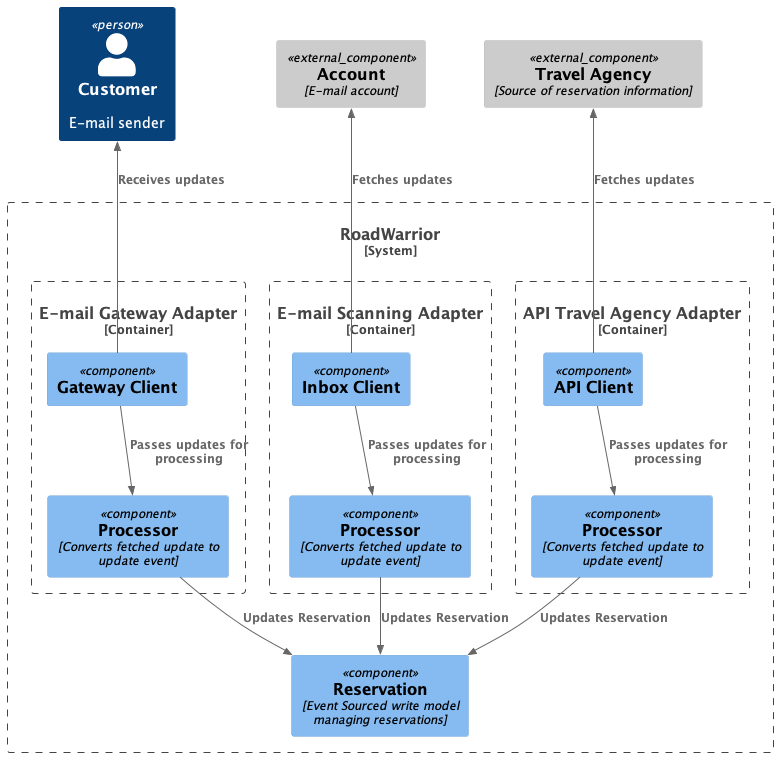 «person»
Customer
E-mail sender
«external_component»
Account
[E-mail account]
«external_component»
Travel Agency
[Source of reservation information]
Receives updates
Fetches updates
Fetches updates
RoadWarrior
[System]
E-mail Gateway Adapter
[Container]
E-mail Scanning Adapter
[Container]
API Travel Agency Adapter
[Container]
«component»
Gateway Client
«component»
Inbox Client
«component»
API Client
Passes updates for
processing
Passes updates for
processing
Passes updates for
processing
«component»
Processor
[Converts fetched update to
update event]
«component»
Processor
[Converts fetched update to
update event]
«component»
Processor
[Converts fetched update to
update event]
Updates Reservation
Updates Reservation
Updates Reservation
«component»
Reservation
[Event Sourced write model
managing reservations]